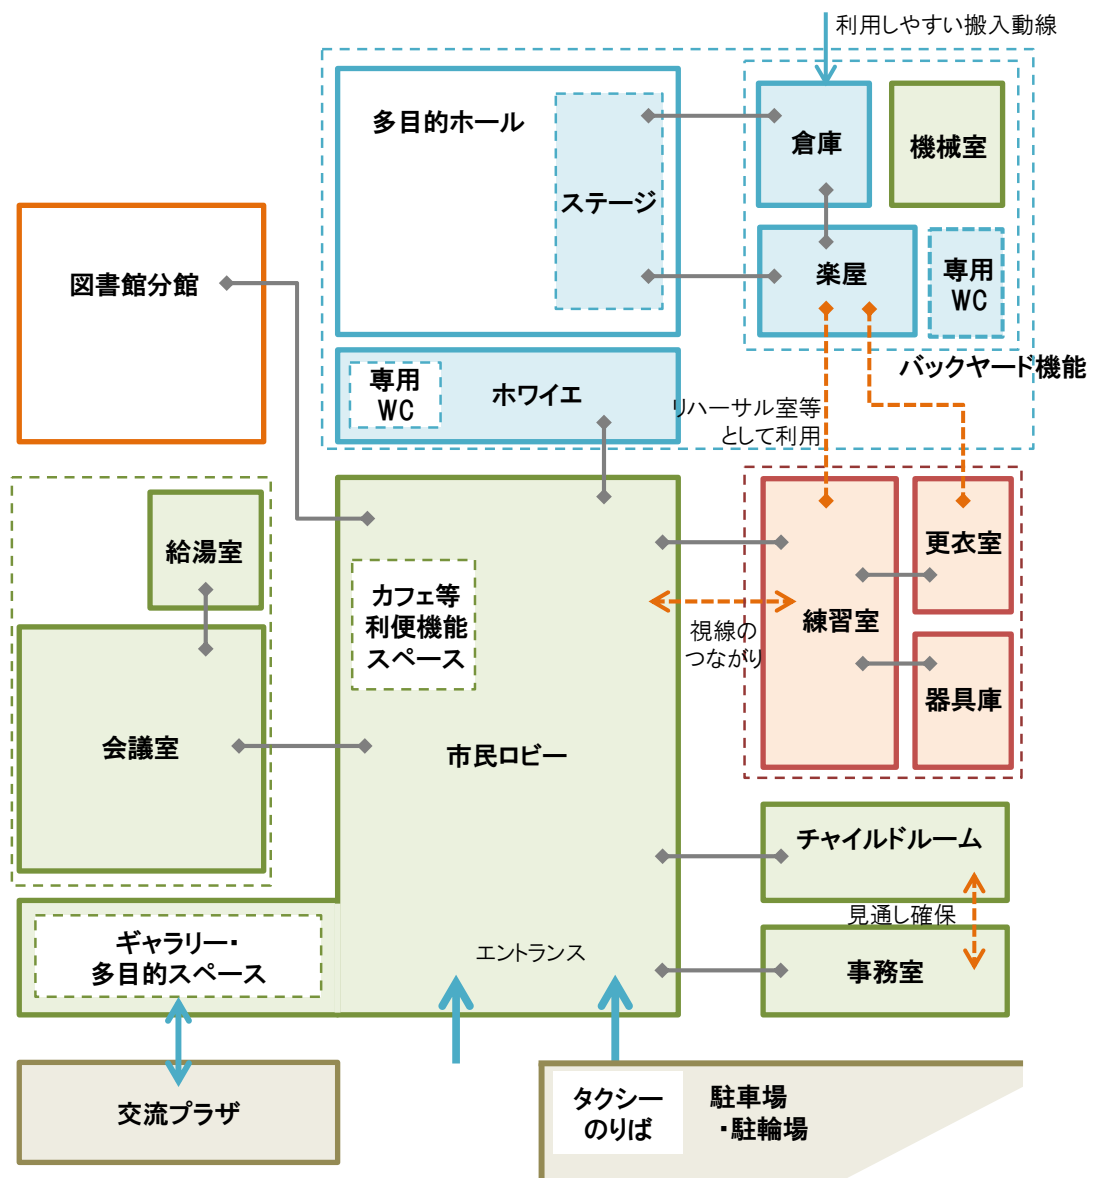 利用しやすい搬入動線
多目的ホール
ステージ
倉庫
機械室
楽屋
専用
WC
バックヤード機能
図書館分館
専用
WC
ホワイエ
リハーサル室等
として利用
給湯室
会議室
カフェ等
利便機能
スペース
市民ロビー
視線の
つながり
練習室
更衣室
器具庫
チャイルドルーム
見通し確保
事務室
ギャラリー・
多目的スペース
エントランス
交流プラザ
タクシー
のりば
駐車場
・駐輪場